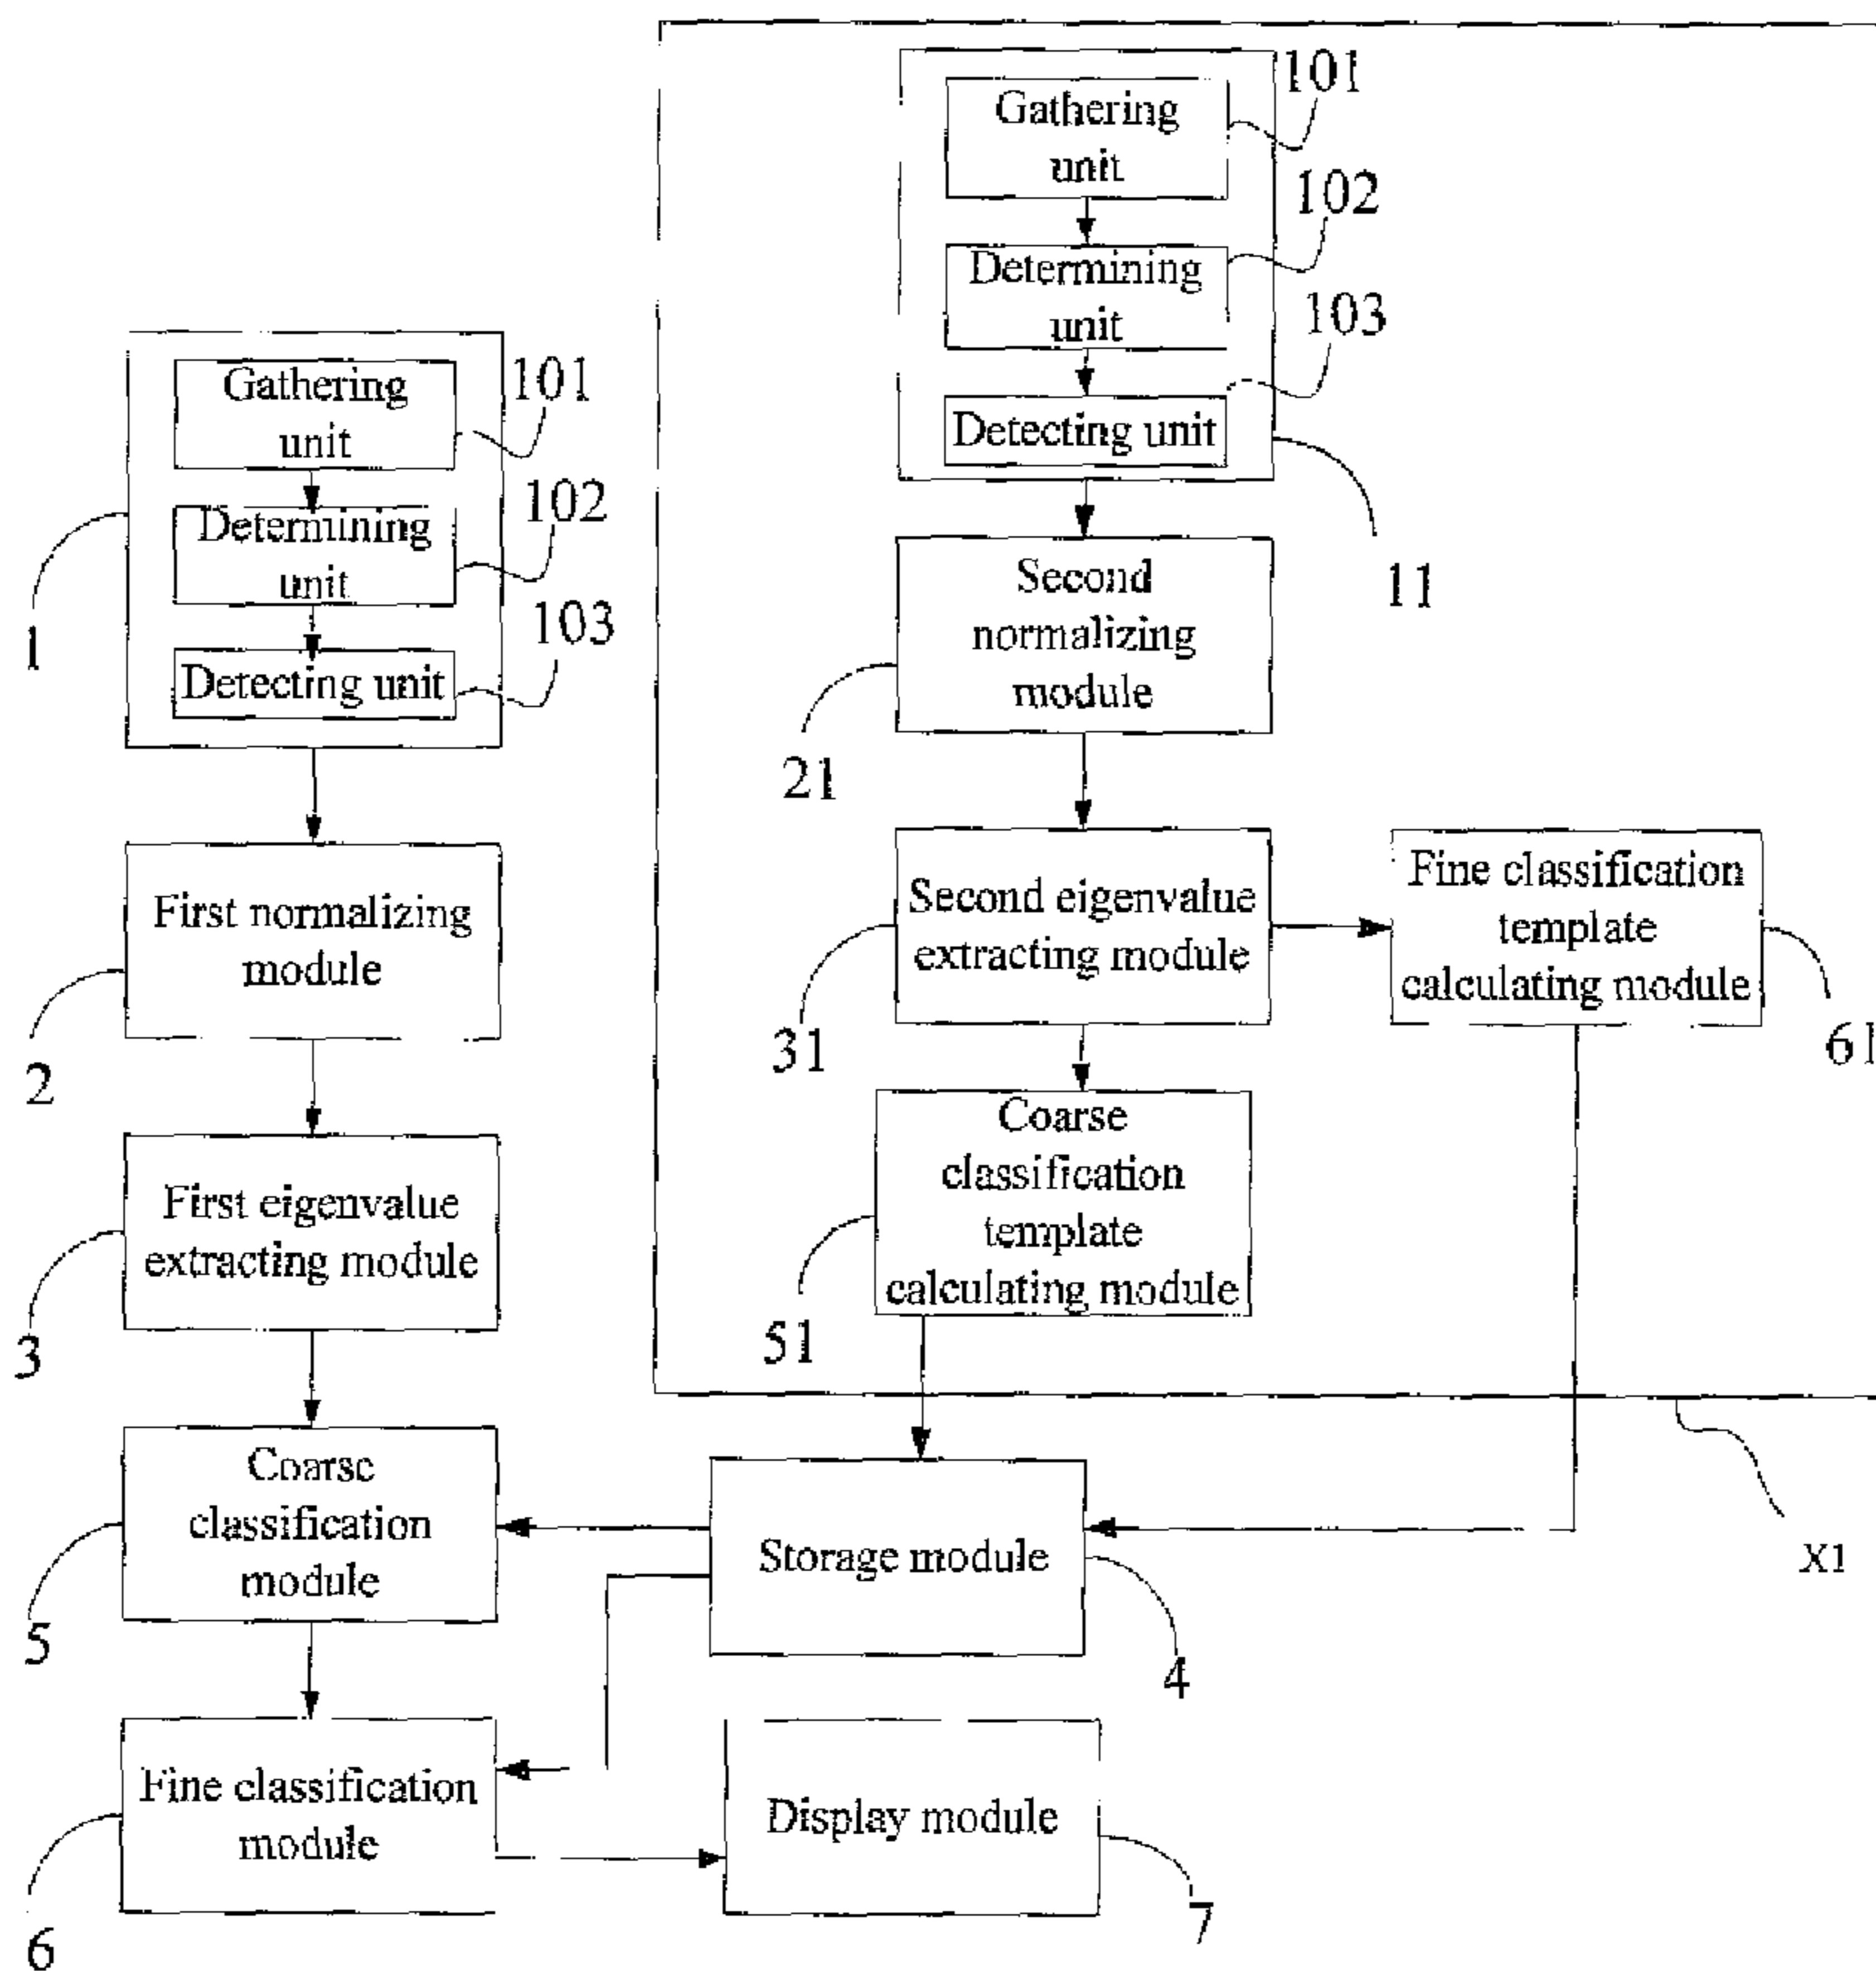 101
Gathering
unit
102
Determining
unit
103
Detecting unit
11
Second
normalizing
module
21
Second eigenvalue
extracting module
31
Fine classification
template
calculating module
61
Coarse
classification
template
calculating module
51
X1
Gathering
unit
101
Determining
unit
102
Detecting unit
103
1
First normalizing
module
2
First eigenvalue
extracting module
3
Coarse
classification
module
5
Storage module
4
Fine classification
module
6
Display module
7